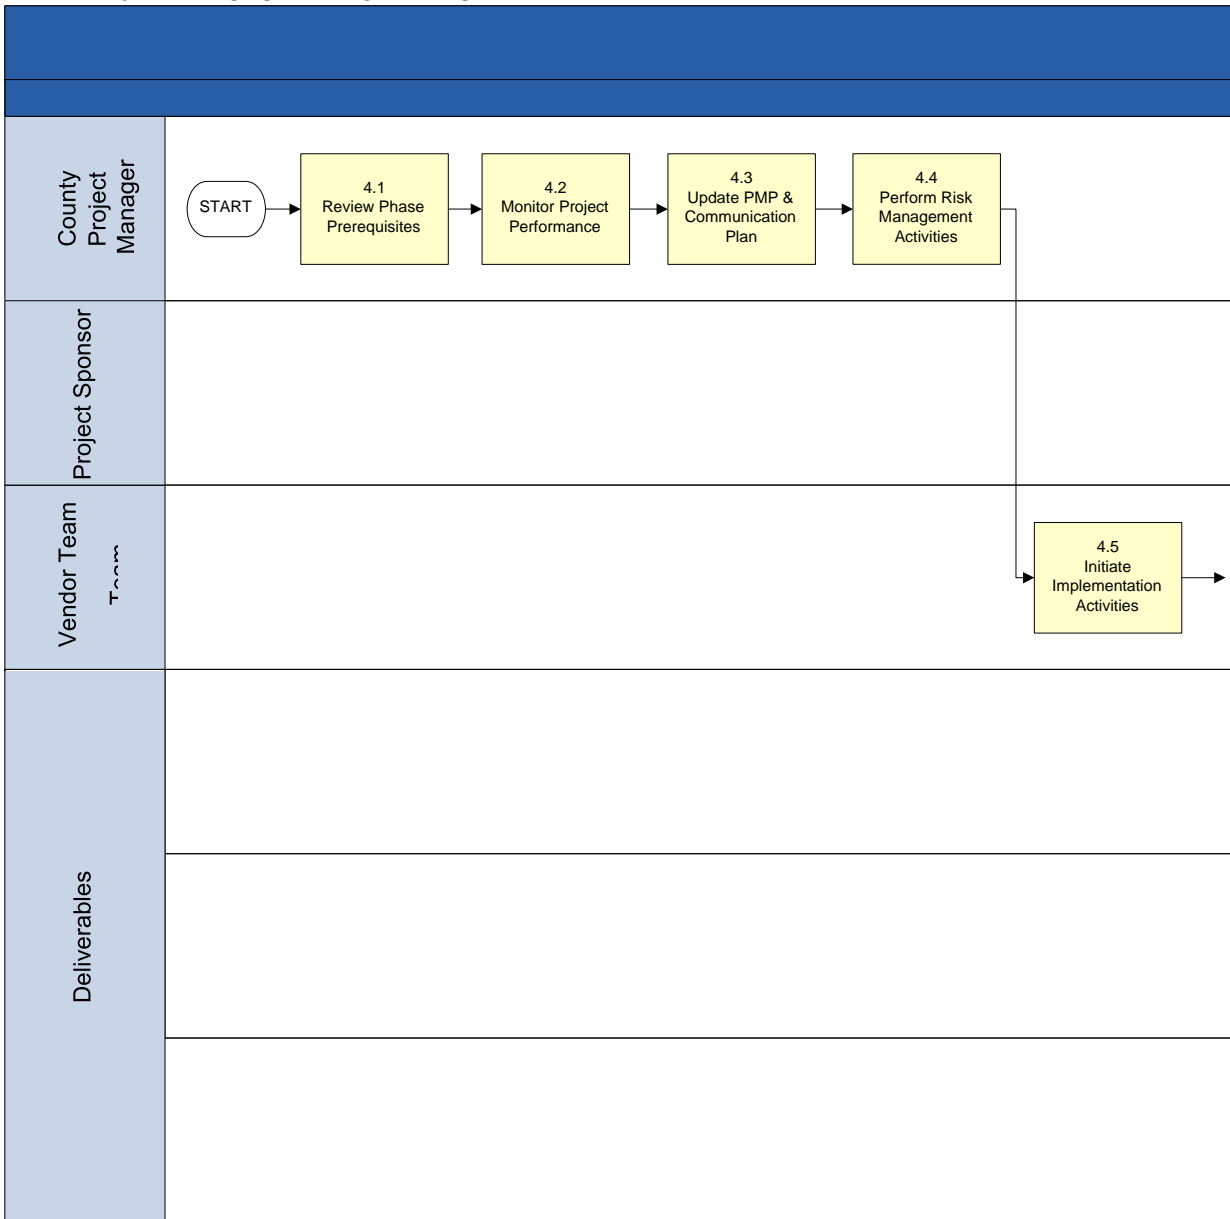 County
Project
Manager
START
4.1
Review Phase
Prerequisites
4.2
Monitor Project
Performance
4.3
Update PMP &
Communication
Plan
4.4
Perform Risk
Management
Activities
Project Sponsor
Vendor Team
4.5
Initiate
Implementation
Activities
Deliverables